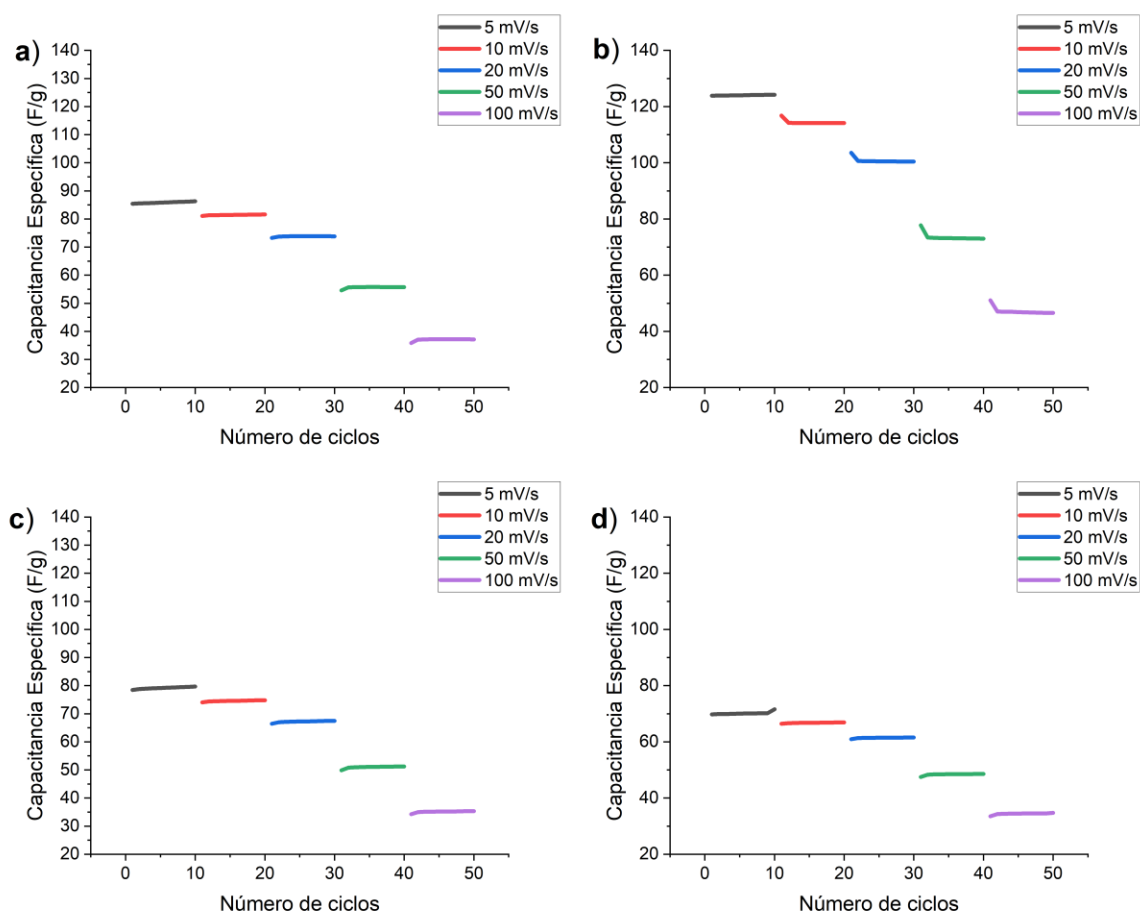 a)
5 mV/s
10 mV/s
20 mV/s
50 mV/s
100 mV/s
Capacitancia Específica (F/g)
140
130
120
110
100
90
80
70
60
50
40
30
20
0 10 20 30 40 50
Número de ciclos
b)
5 mV/s
10 mV/s
20 mV/s
50 mV/s
100 mV/s
Capacitancia Específica (F/g)
140
120
100
80
60
40
20
0 10 20 30 40 50
Número de ciclos
c)
5 mV/s
10 mV/s
20 mV/s
50 mV/s
100 mV/s
Capacitancia Específica (F/g)
140
130
120
110
100
90
80
70
60
50
40
30
20
0 10 20 30 40 50
Número de ciclos
d)
5 mV/s
10 mV/s
20 mV/s
50 mV/s
100 mV/s
Capacitancia Específica (F/g)
140
120
100
80
60
40
20
0 10 20 30 40 50
Número de ciclos